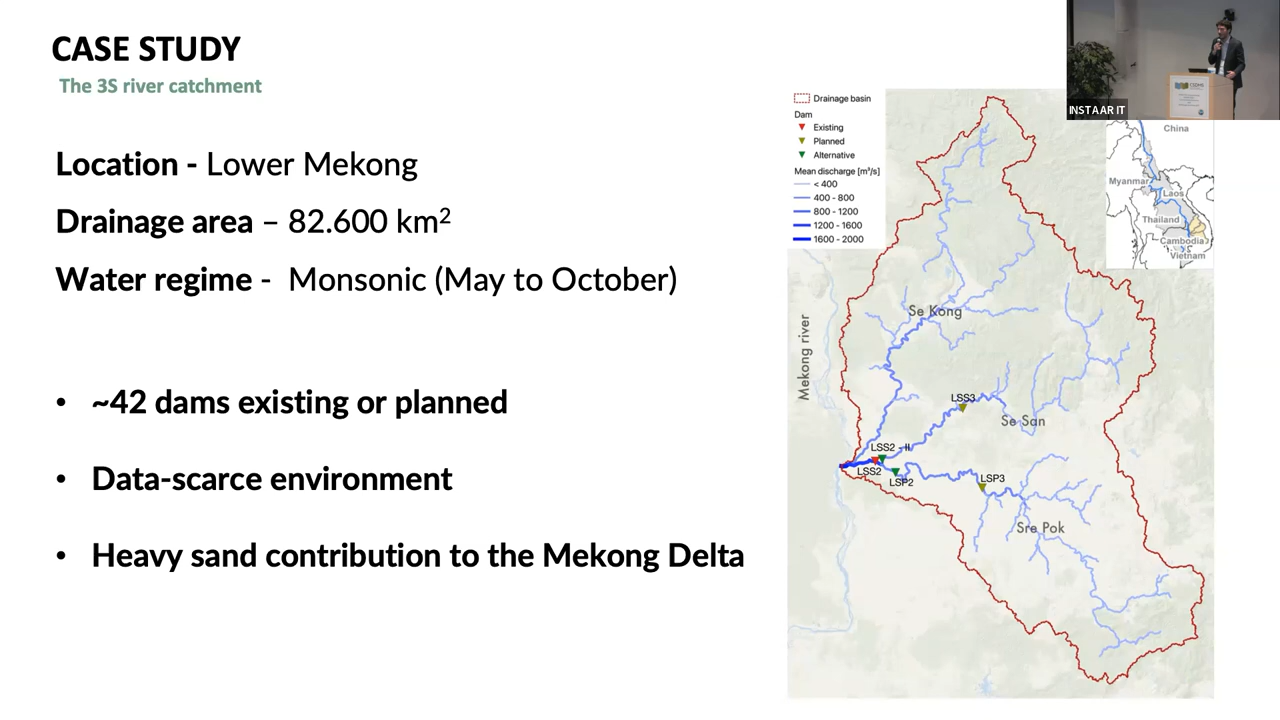 CASE STUDY
The 3S river catchment
Location - Lower Mekong
Drainage area – 82.600 km²
Water regime - Monsonic (May to October)
• ~42 dams existing or planned
• Data-scarce environment
• Heavy sand contribution to the Mekong Delta
Drainage basin
Dam
Existing
Planned
Alternative
Mean discharge [m³/s]
< 400
400 - 800
800 - 1200
1200 - 1600
1600 - 2000
Mekong river
Se Kong
LSS3
Se San
LSS2 - II
LSS2
LSP2
LSP3
Sre Pok
INSTAAR IT
China
Myanmar
Laos
Thailand
Cambodia
Vietnam